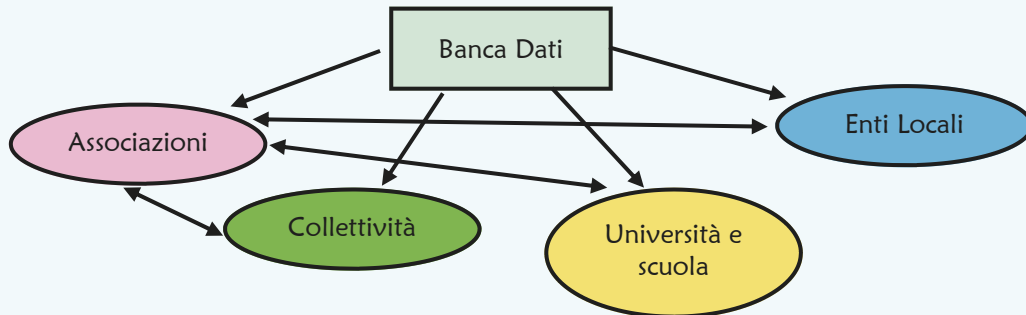 Banca Dati
Associazioni
Enti Locali
Collettività
Università e
scuola